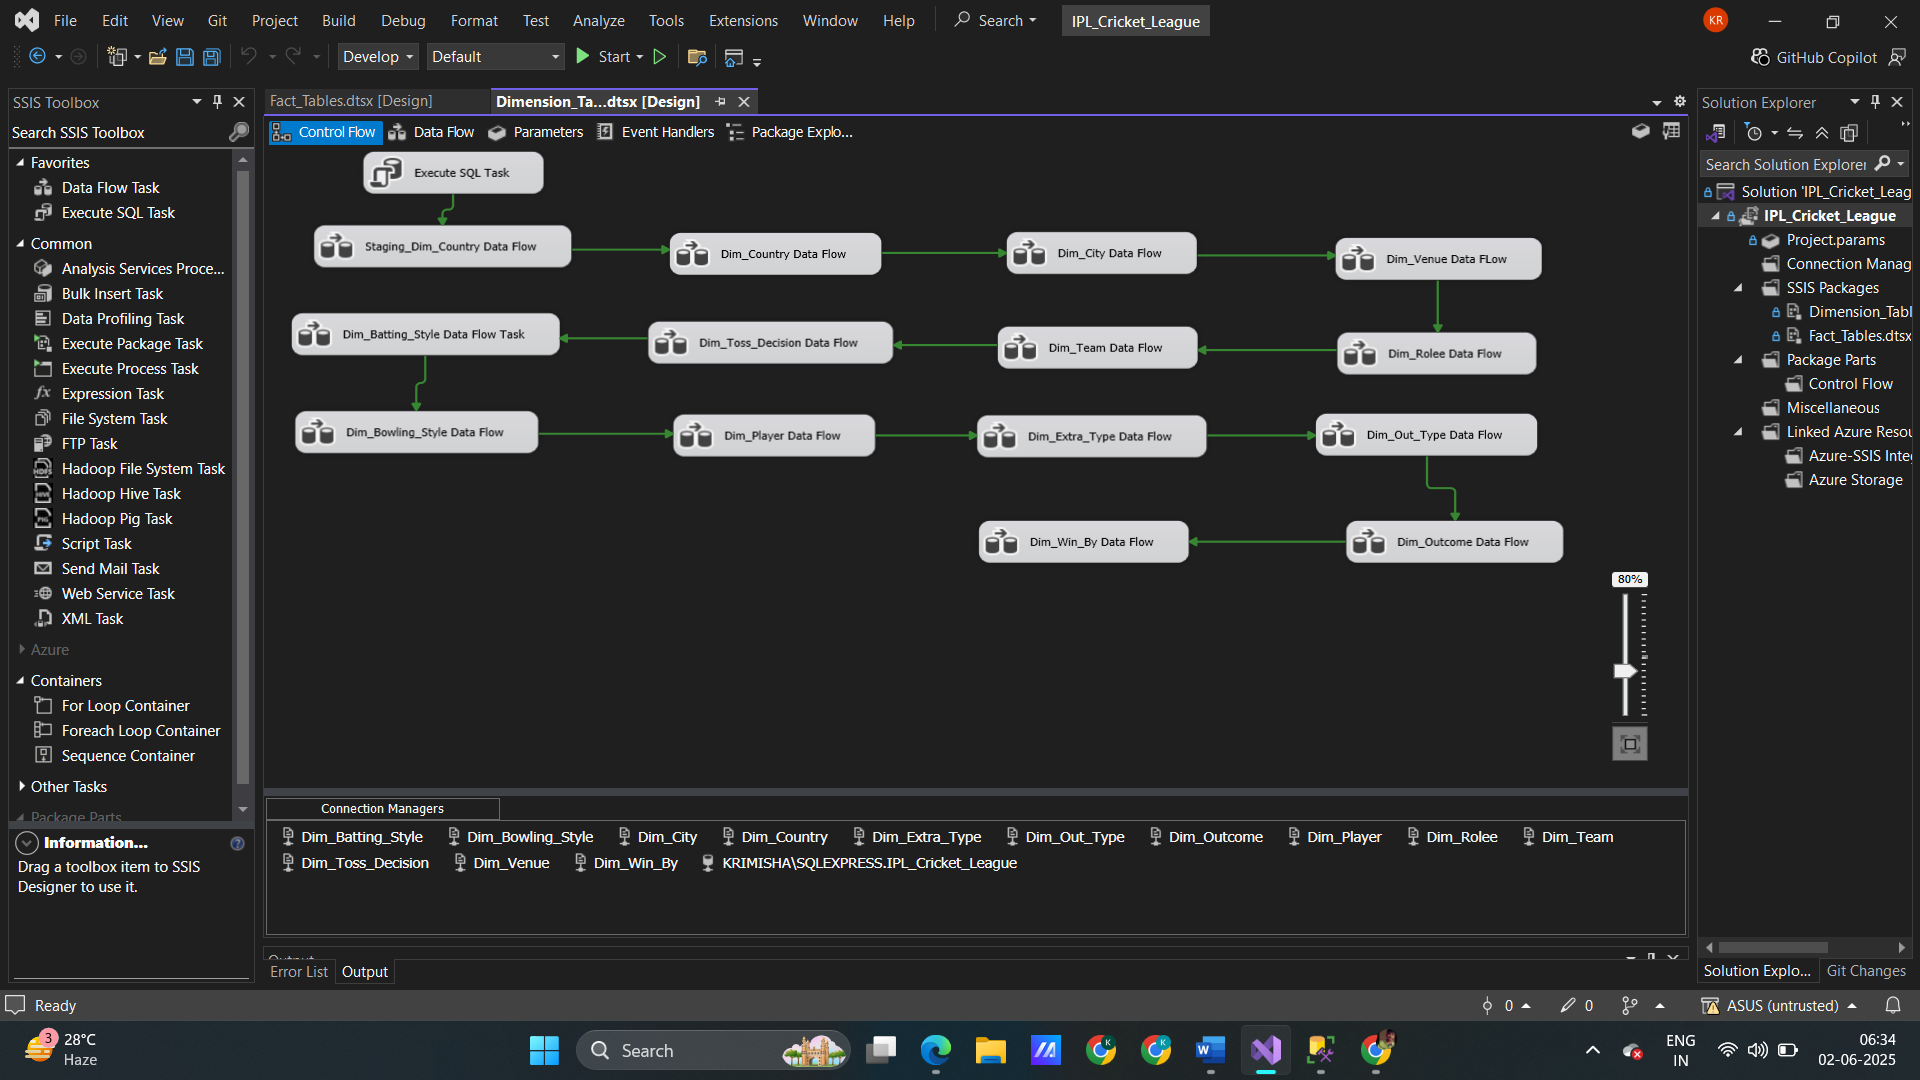 File Edit View Git Project Build Debug Format Test Analyze Tools Extensions Window Help Search IPL_Cricket_League KR
Develop Default Start GitHub Copilot
SSIS Toolbox
Search SSIS Toolbox
Favorites
Data Flow Task
Execute SQL Task
Common
Analysis Services Proce...
Bulk Insert Task
Data Profiling Task
Execute Package Task
Execute Process Task
Expression Task
File System Task
FTP Task
Hadoop File System Task
Hadoop Hive Task
Hadoop Pig Task
Script Task
Send Mail Task
Web Service Task
XML Task
Azure
Containers
For Loop Container
Foreach Loop Container
Sequence Container
Other Tasks
Package Parts
Information...
Drag a toolbox item to SSIS
Designer to use it.
Fact_Tables.dtsx [Design] Dimension_Ta...dtsx [Design]
Control Flow Data Flow Parameters Event Handlers Package Explo...
Execute SQL Task
Staging_Dim_Country Data Flow Dim_Country Data Flow Dim_City Data Flow Dim_Venue Data FLow
Dim_Batting_Style Data Flow Task Dim_Toss_Decision Data Flow Dim_Team Data Flow Dim_Rolee Data Flow
Dim_Bowling_Style Data Flow Dim_Player Data Flow Dim_Extra_Type Data Flow Dim_Out_Type Data Flow
Dim_Win_By Data Flow Dim_Outcome Data Flow
80%
Connection Managers
Dim_Batting_Style Dim_Bowling_Style Dim_City Dim_Country Dim_Extra_Type Dim_Out_Type Dim_Outcome Dim_Player Dim_Rolee Dim_Team
Dim_Toss_Decision Dim_Venue Dim_Win_By KRIMISHA\SQLEXPRESS.IPL_Cricket_League
Output
Error List Output
Solution Explorer
Search Solution Explorer
Solution 'IPL_Cricket_Leag
IPL_Cricket_League
Project.params
Connection Manag
SSIS Packages
Dimension_Tabl
Fact_Tables.dtsx
Package Parts
Control Flow
Miscellaneous
Linked Azure Resou
Azure-SSIS Inte
Azure Storage
Solution Explo... Git Changes
Ready 0 0 ASUS (untrusted)
3 28°C
Haze
Search
ENG
IN
06:34
02-06-2025